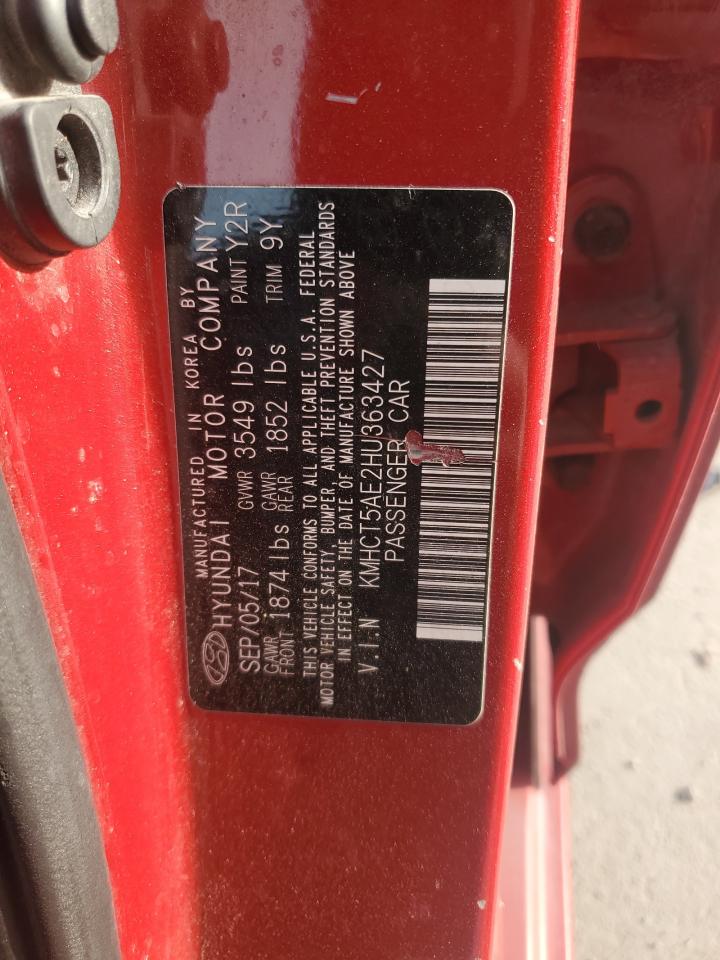 MANUFACTURED IN KOREA BY
HYUNDAI MOTOR COMPANY
SEP/05/17 GVWR 3549 lbs PAINT Y2R
GAWR FRONT 1874 lbs GAWR REAR 1852 lbs TRIM 9Y
THIS VEHICLE CONFORMS TO ALL APPLICABLE U.S.A. FEDERAL
MOTOR VEHICLE SAFETY, BUMPER, AND THEFT PREVENTION STANDARDS
IN EFFECT ON THE DATE OF MANUFACTURE SHOWN ABOVE
V.I.N KMHCT5AE2HU363427
PASSENGER CAR